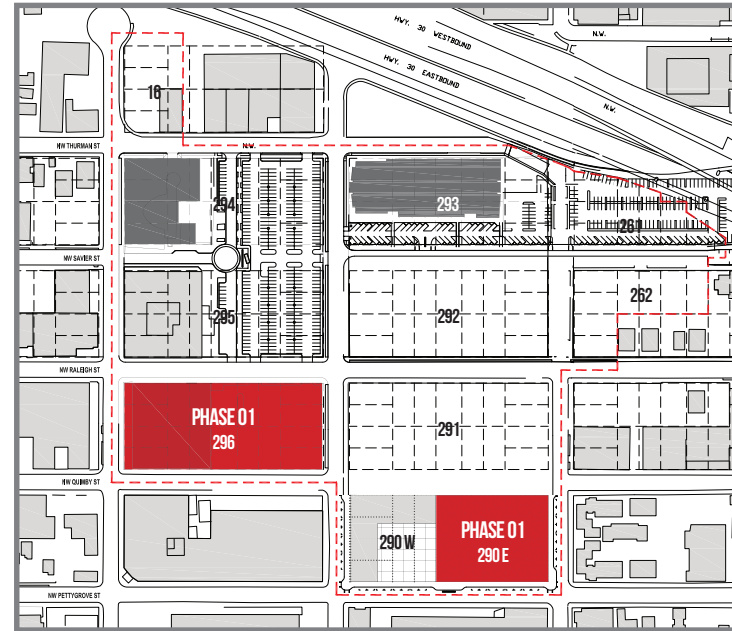 HWY. 30 WESTBOUND
N.W.
HWY. 30 EASTBOUND
N.W.
16
NW THURMAN ST
N.W.
294
293
261
NW SAVIER ST
262
295
292
NW RALEIGH ST
PHASE 01
296
291
NW QUIMBY ST
290 W
PHASE 01
290 E
NW PETTYGROVE ST